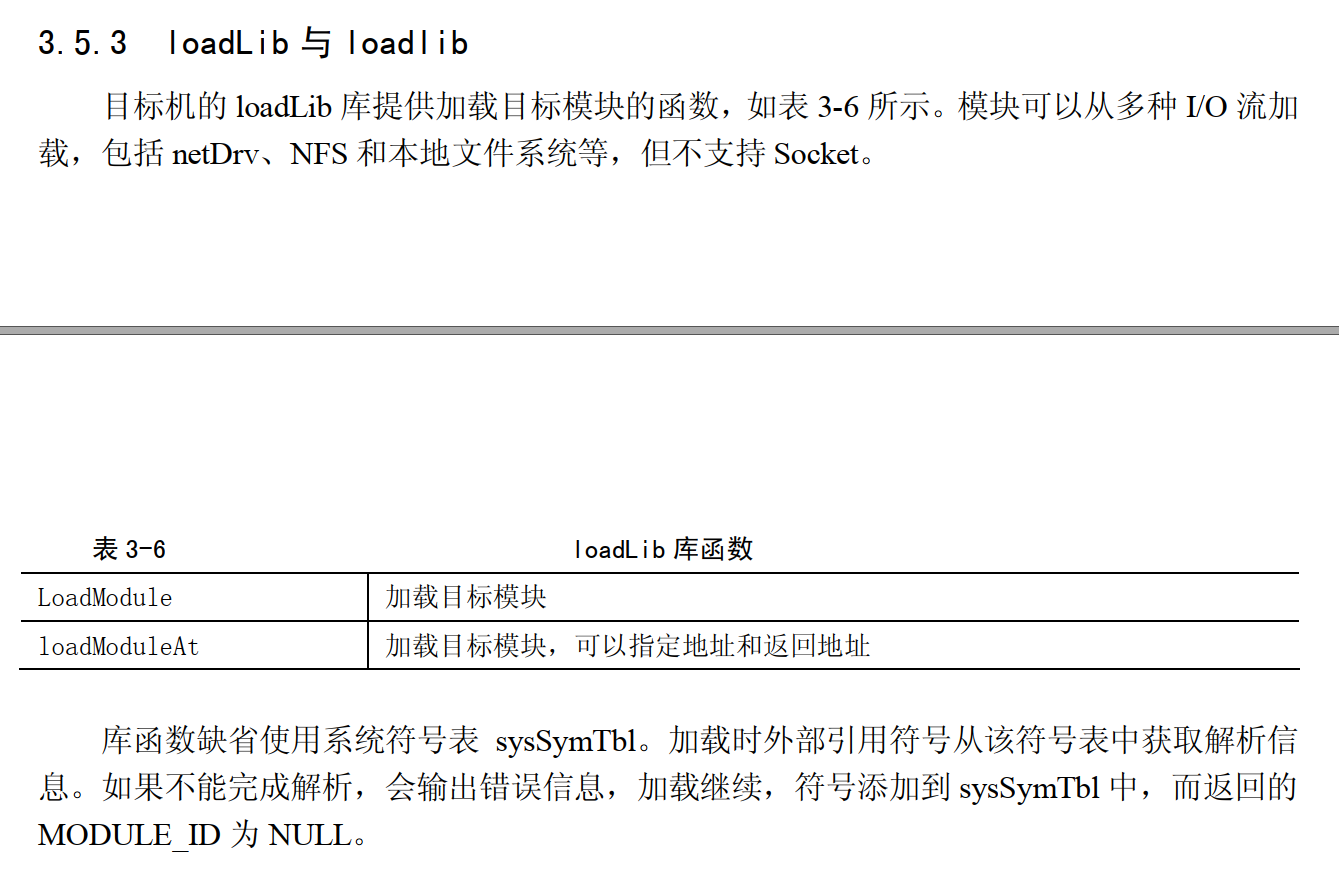 3.5.3 loadLib 与 loadlib
目标机的 loadLib 库提供加载目标模块的函数，如表 3-6 所示。模块可以从多种 I/O 流加
载，包括 netDrv、NFS 和本地文件系统等，但不支持 Socket。
表 3-6 loadLib 库函数
LoadModule 加载目标模块
loadModuleAt 加载目标模块，可以指定地址和返回地址
库函数缺省使用系统符号表 sysSymTbl。加载时外部引用符号从该符号表中获取解析信
息。如果不能完成解析，会输出错误信息，加载继续，符号添加到 sysSymTbl 中，而返回的
MODULE_ID 为 NULL。